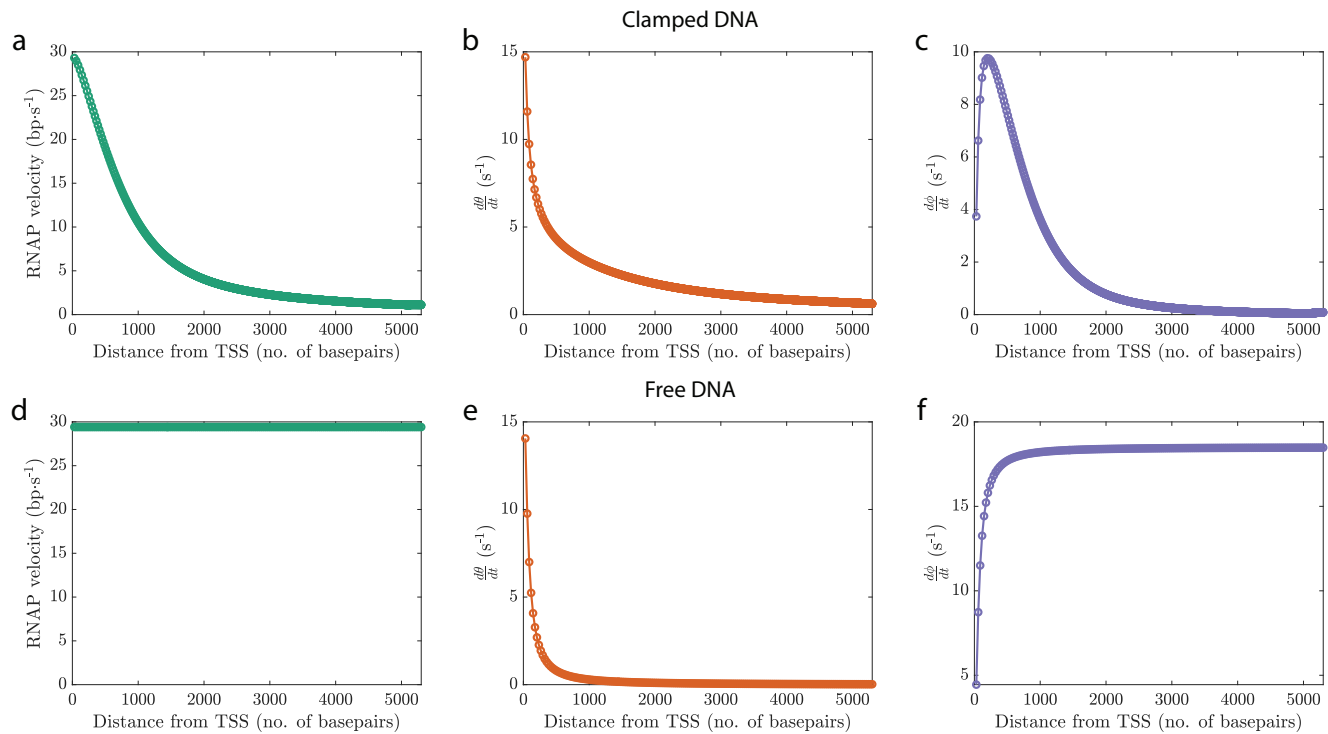 Clamped DNA
a
RNAP velocity (bp·s⁻¹)
30
25
20
15
10
5
0
0 1000 2000 3000 4000 5000
Distance from TSS (no. of basepairs)
b
dθ/dt (s⁻¹)
15
10
5
0
0 1000 2000 3000 4000 5000
Distance from TSS (no. of basepairs)
c
dϕ/dt (s⁻¹)
10
8
6
4
2
0
0 1000 2000 3000 4000 5000
Distance from TSS (no. of basepairs)
Free DNA
d
RNAP velocity (bp·s⁻¹)
30
25
20
15
10
5
0
0 1000 2000 3000 4000 5000
Distance from TSS (no. of basepairs)
e
dθ/dt (s⁻¹)
15
10
5
0
0 1000 2000 3000 4000 5000
Distance from TSS (no. of basepairs)
f
dϕ/dt (s⁻¹)
20
15
10
5
0 1000 2000 3000 4000 5000
Distance from TSS (no. of basepairs)